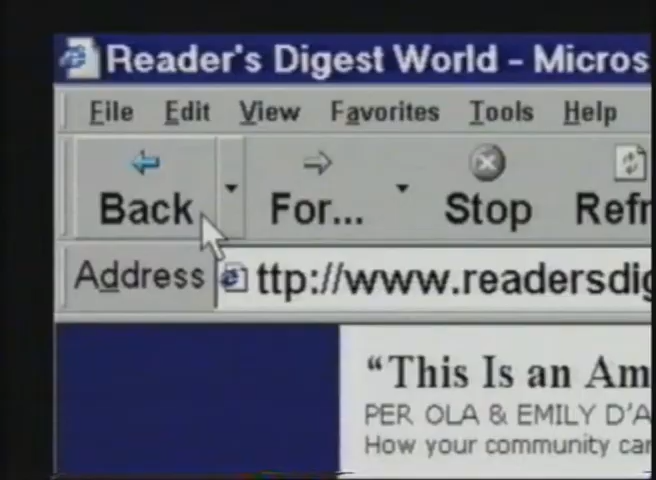 Reader's Digest World - Micros
File Edit View Favorites Tools Help
Back For... Stop Refr
Address ttp://www.readersdig
“This Is an Am
PER OLA & EMILY D’A
How your community can